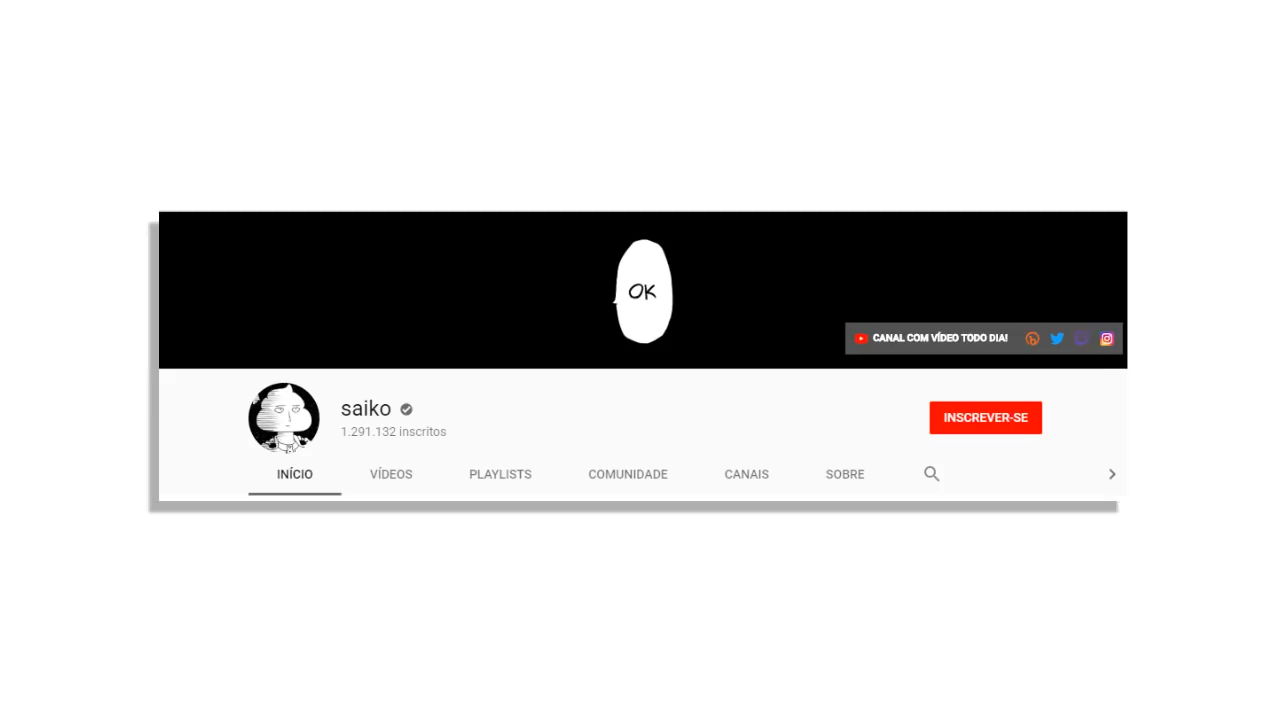 OK
CANAL COM VÍDEO TODO DIA!
saiko
1.291.132 inscritos
INSCREVER-SE
INÍCIO VÍDEOS PLAYLISTS COMUNIDADE CANAIS SOBRE